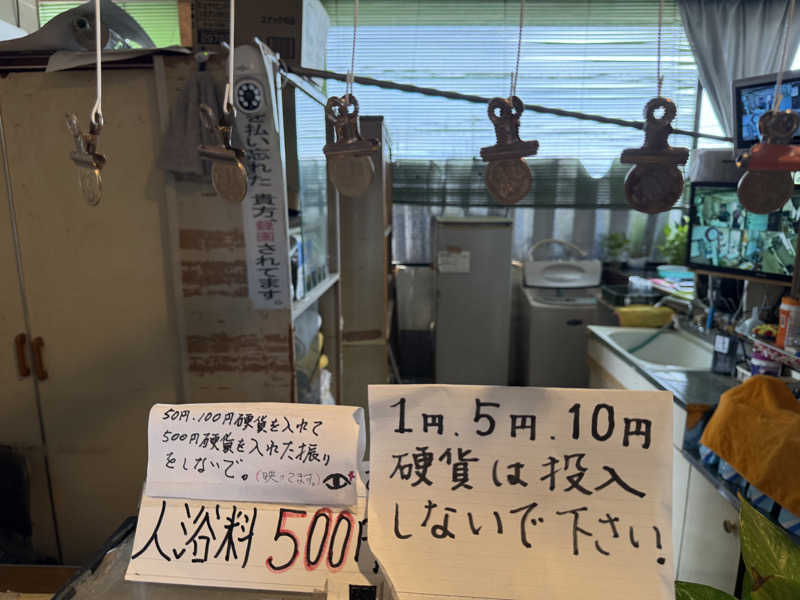 を払い忘れた貴方、録画されてます。
50円、100円硬貨を入れて
500円硬貨を入れた振り
をしないで。(映ってます。)
入浴料500円
1円、5円、10円
硬貨は投入
しないで下さい!